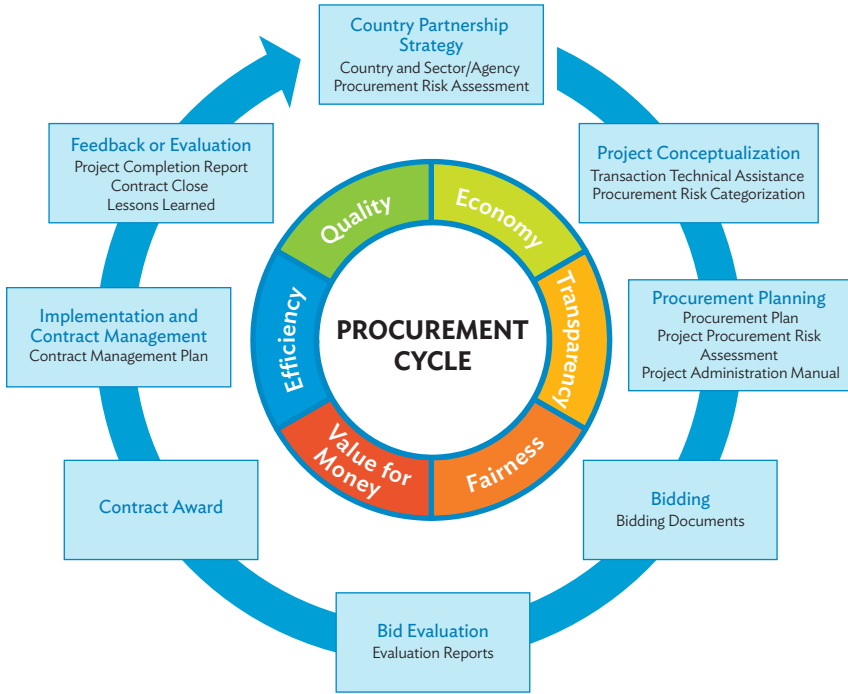 Country Partnership
Strategy
Country and Sector/Agency
Procurement Risk Assessment
Project Conceptualization
Transaction Technical Assistance
Procurement Risk Categorization
Procurement Planning
Procurement Plan
Project Procurement Risk
Assessment
Project Administration Manual
Bidding
Bidding Documents
Bid Evaluation
Evaluation Reports
Contract Award
Implementation and
Contract Management
Contract Management Plan
Feedback or Evaluation
Project Completion Report
Contract Close
Lessons Learned
PROCUREMENT
CYCLE
Economy
Transparency
Fairness
Value for
Money
Efficiency
Quality